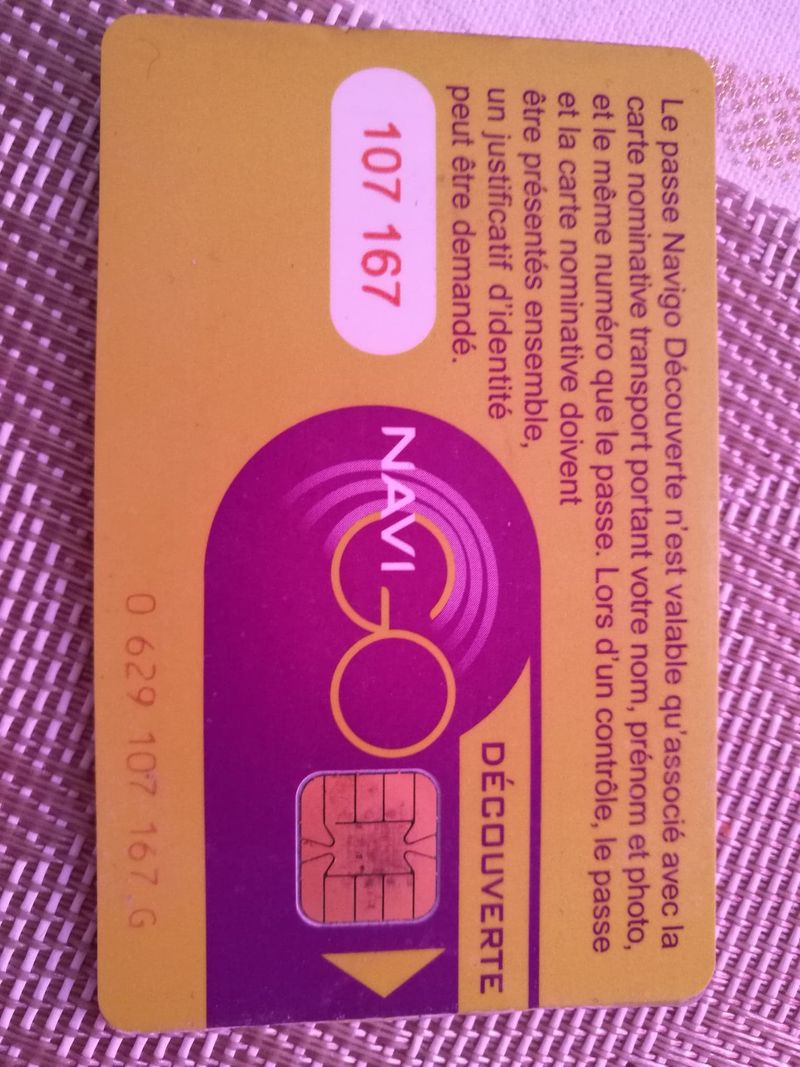 Le passe Navigo Découverte n'est valable qu'associé avec la
carte nominative transport portant votre nom, prénom et photo,
et le même numéro que le passe. Lors d'un contrôle, le passe
et la carte nominative doivent
être présentés ensemble,
un justificatif d'identité
peut être demandé.
DÉCOUVERTE
107 167
NAVIGO
0 629 107 167 G